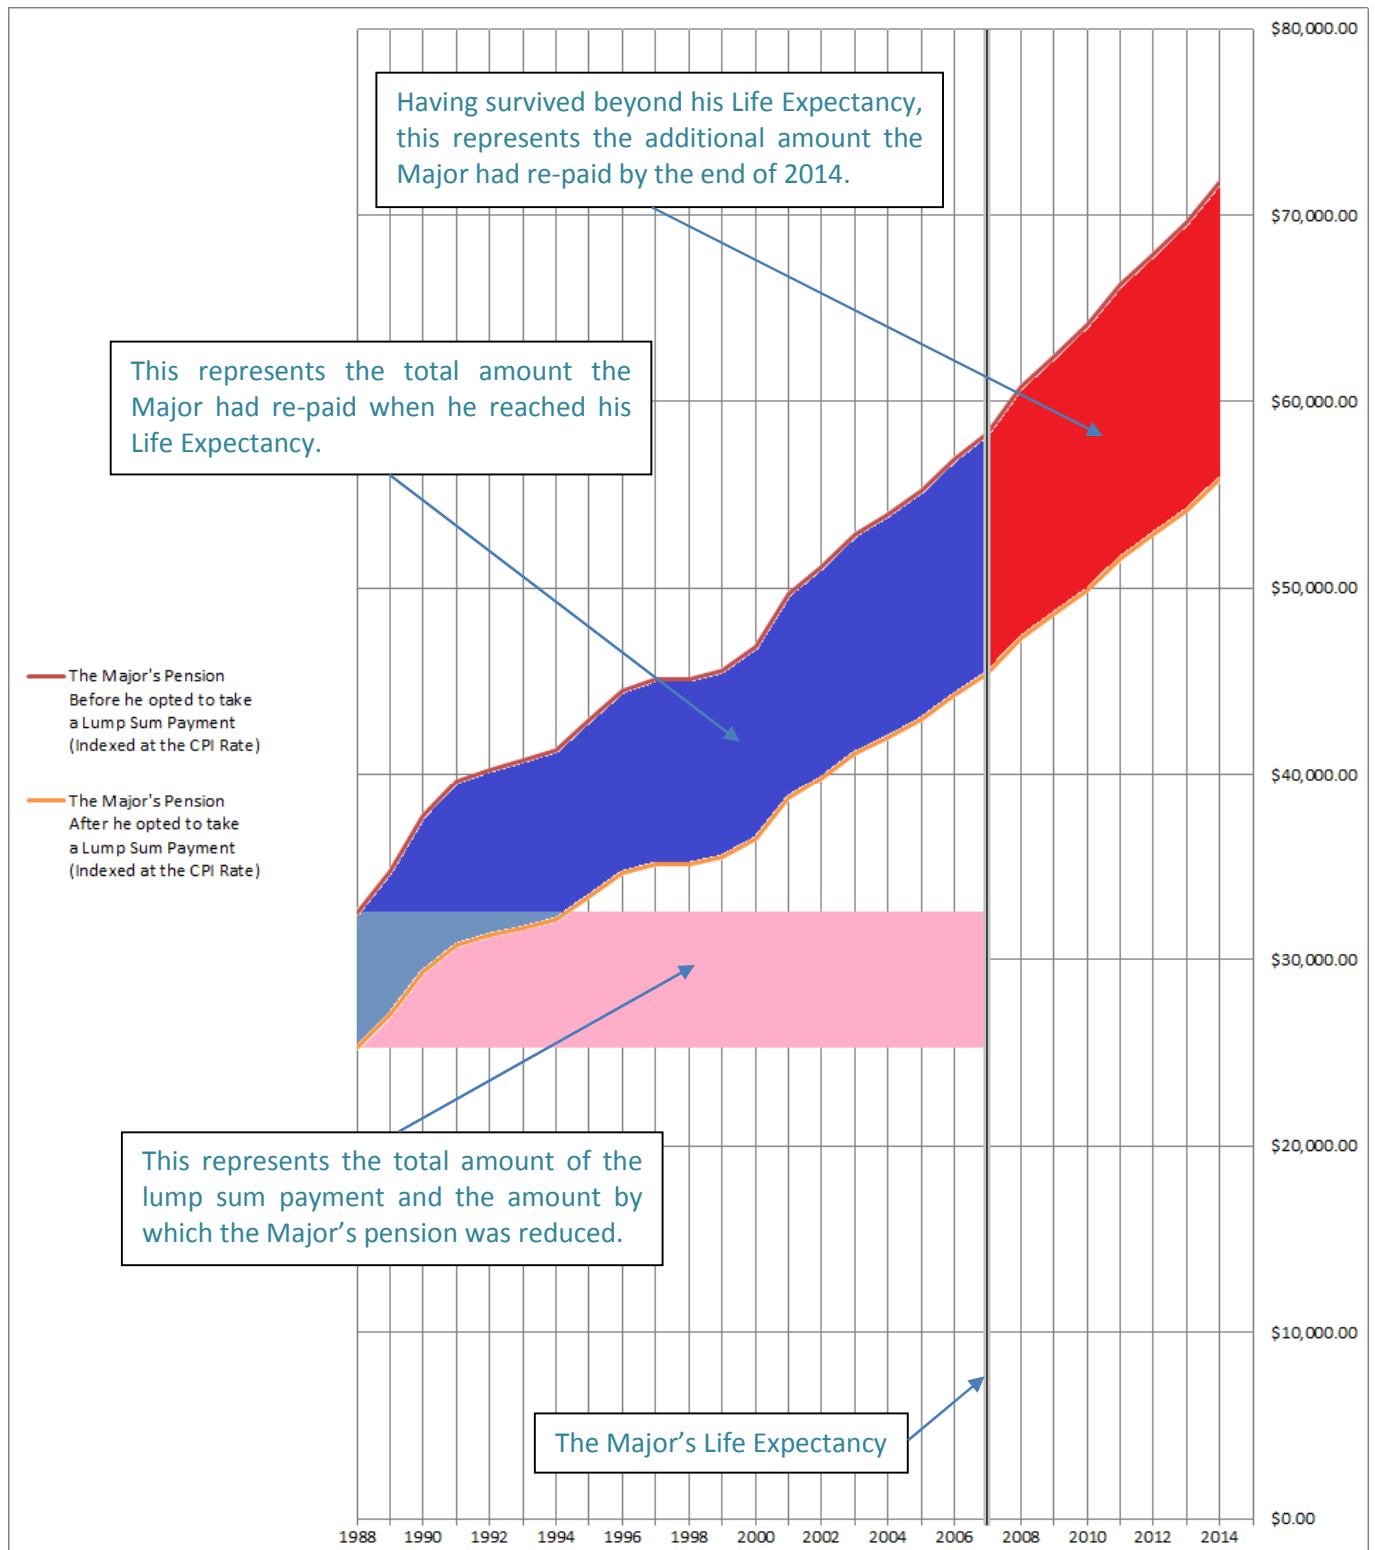 $80,000.00
Having survived beyond his Life Expectancy,
this represents the additional amount the
Major had re-paid by the end of 2014.
$70,000.00
This represents the total amount the
Major had re-paid when he reached his
Life Expectancy.
$60,000.00
$50,000.00
The Major's Pension
Before he opted to take
a Lump Sum Payment
(Indexed at the CPI Rate)
$40,000.00
The Major's Pension
After he opted to take
a Lump Sum Payment
(Indexed at the CPI Rate)
$30,000.00
This represents the total amount of the
lump sum payment and the amount by
which the Major’s pension was reduced.
$20,000.00
$10,000.00
The Major’s Life Expectancy
$0.00
1988 1990 1992 1994 1996 1998 2000 2002 2004 2006 2008 2010 2012 2014